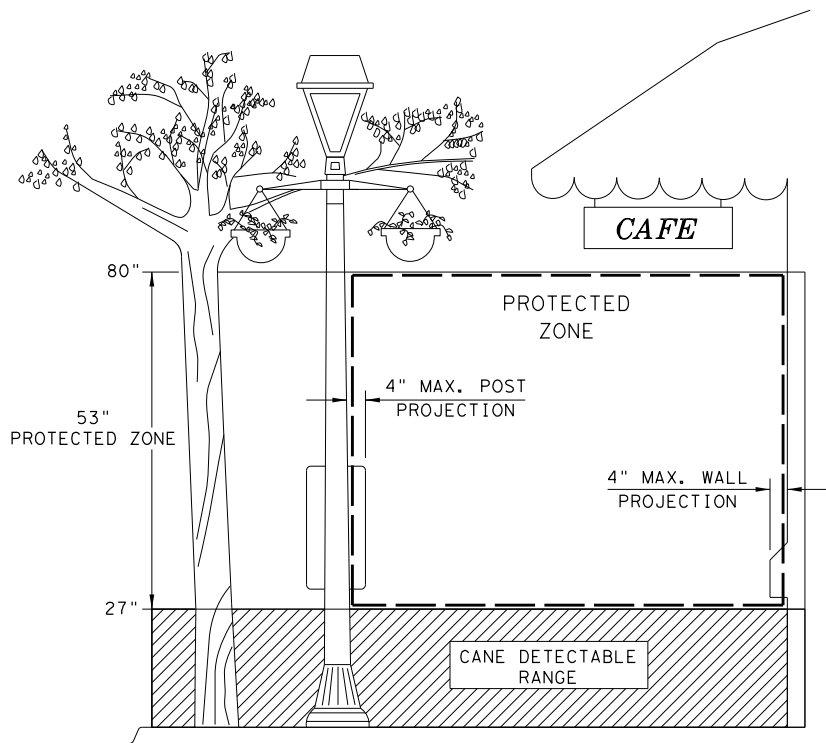 CAFE
80"
PROTECTED
ZONE
4" MAX. POST
PROJECTION
53"
PROTECTED ZONE
4" MAX. WALL
PROJECTION
27"
CANE DETECTABLE
RANGE